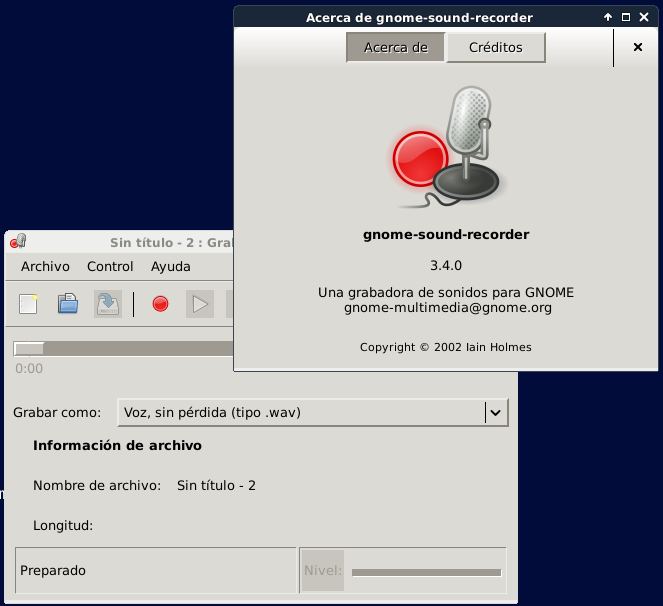 Acerca de gnome-sound-recorder
Acerca de
Créditos
gnome-sound-recorder
3.4.0
Una grabadora de sonidos para GNOME
gnome-multimedia@gnome.org
Copyright © 2002 Iain Holmes
Sin título - 2 : Gra
Archivo Control Ayuda
0:00
Grabar como: Voz, sin pérdida (tipo .wav)
Información de archivo
Nombre de archivo: Sin título - 2
Longitud:
Preparado
Nivel: